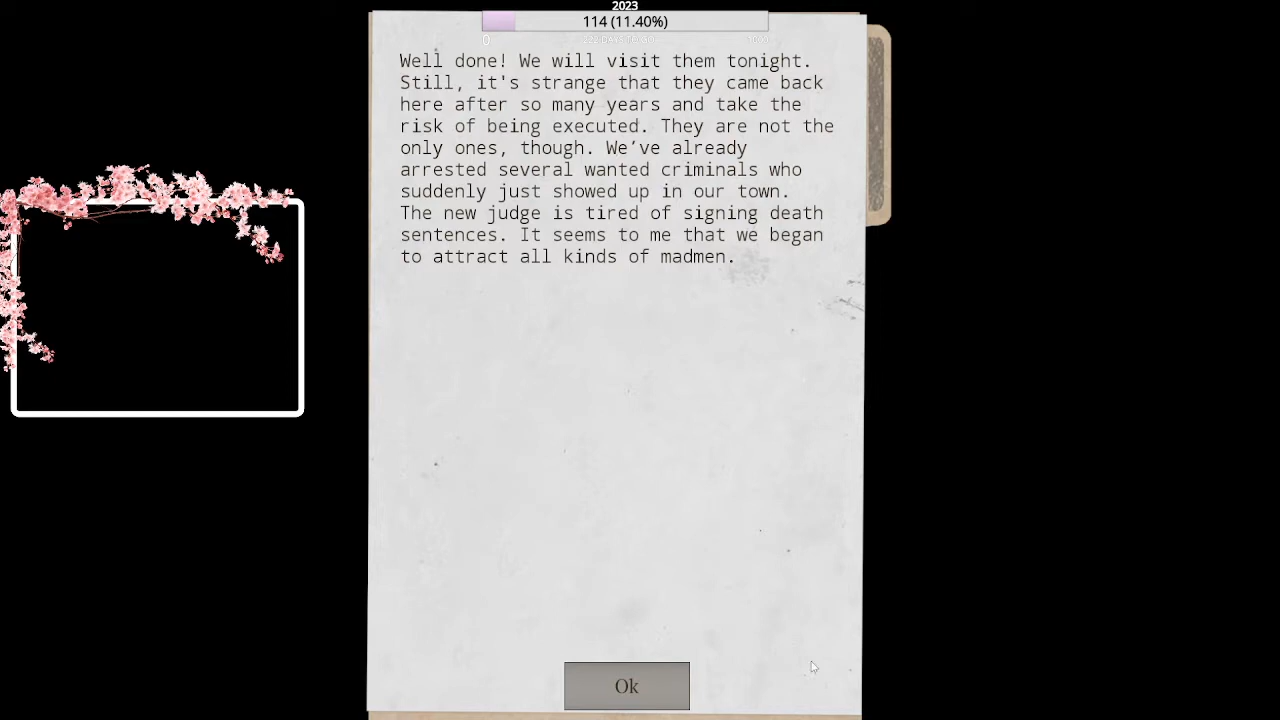 2023
114 (11.40%)
0
Well done! We will visit them tonight.
Still, it's strange that they came back
here after so many years and take the
risk of being executed. They are not the
only ones, though. We’ve already
arrested several wanted criminals who
suddenly just showed up in our town.
The new judge is tired of signing death
sentences. It seems to me that we began
to attract all kinds of madmen.
Ok